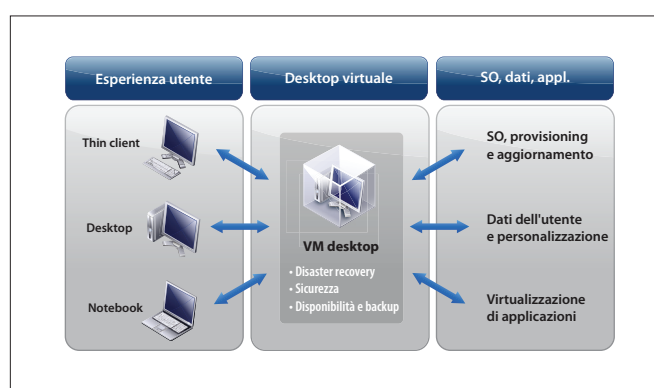 Esperienza utente
Desktop virtuale
SO, dati, appl.
Thin client
Desktop
Notebook
VM desktop
• Disaster recovery
• Sicurezza
• Disponibilità e backup
SO, provisioning
e aggiornamento
Dati dell'utente
e personalizzazione
Virtualizzazione
di applicazioni